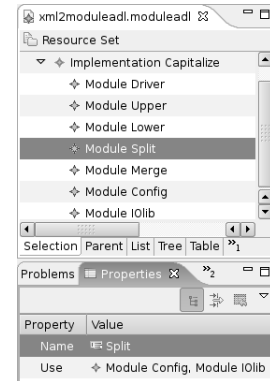 xml2moduleadl.moduleadl
Resource Set
Implementation Capitalize
Module Driver
Module Upper
Module Lower
Module Split
Module Merge
Module Config
Module IOlib
Selection Parent List Tree Table »1
Problems Properties »2
Property Value
Name Split
Use Module Config, Module IOlib